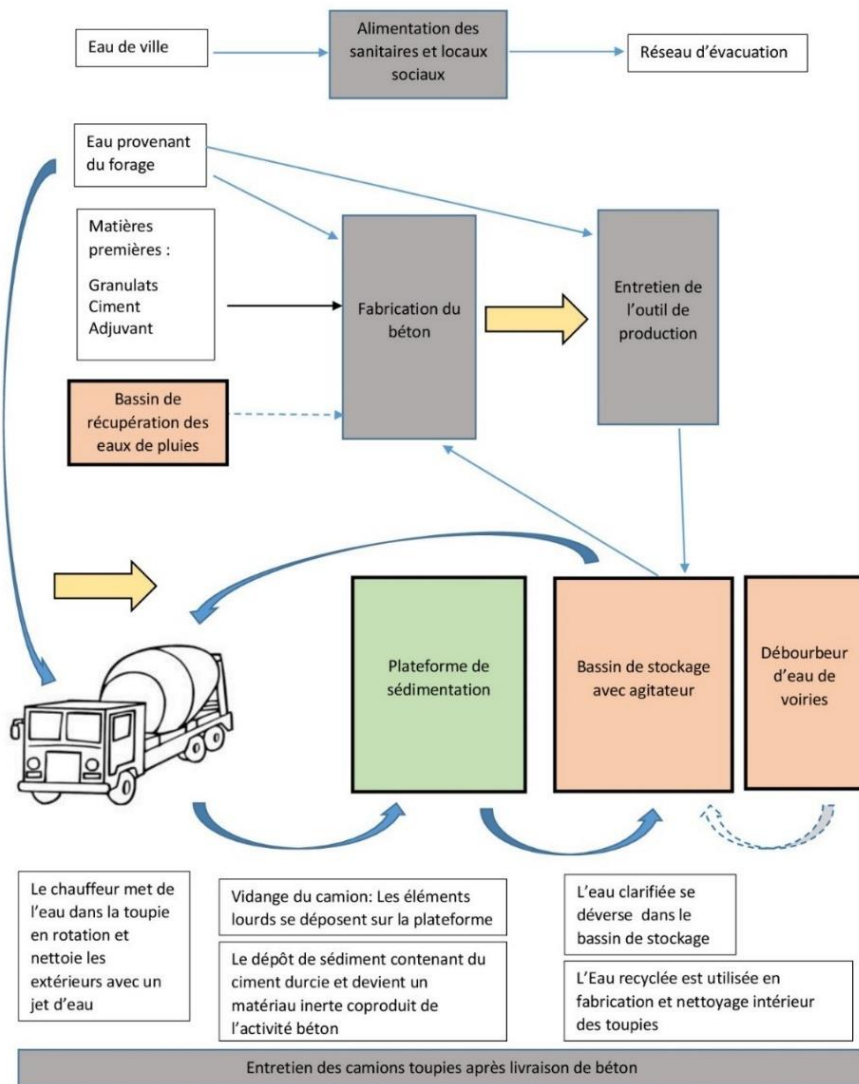 Eau de ville
Alimentation des
sanitaires et locaux
sociaux
Réseau d’évacuation
Eau provenant
du forage
Matières
premières :
Granulats
Ciment
Adjuvant
Fabrication du
béton
Entretien de
l’outil de
production
Bassin de
récupération des
eaux de pluies
Plateforme de
sédimentation
Bassin de stockage
avec agitateur
Débourbeur
d’eau de
voiries
Le chauffeur met de
l’eau dans la toupie
en rotation et
nettoie les
extérieurs avec un
jet d’eau
Vidange du camion: Les éléments
lourds se déposent sur la plateforme
Le dépôt de sédiment contenant du
ciment durcie et devient un
matériau inerte coproduit de
l’activité béton
L’eau clarifiée se
déverse dans le
bassin de stockage
L’Eau recyclée est utilisée en
fabrication et nettoyage intérieur
des toupies
Entretien des camions toupies après livraison de béton